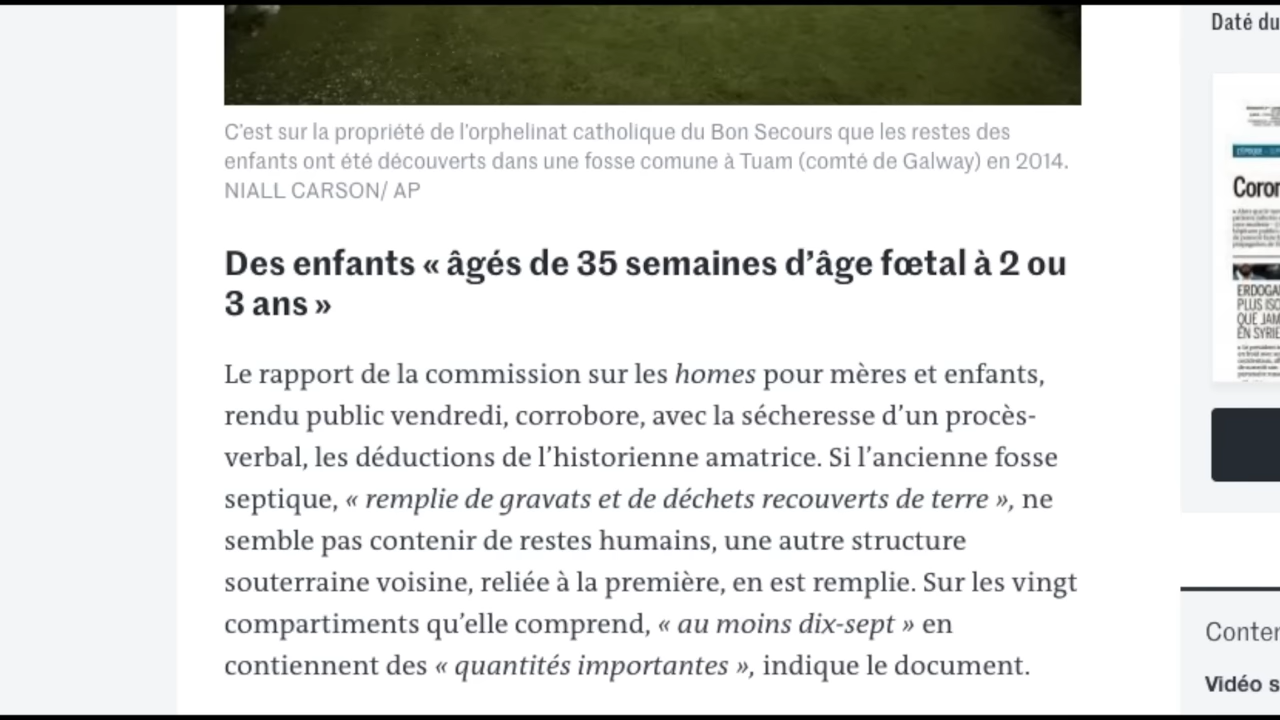 C'est sur la propriété de l'orphelinat catholique du Bon Secours que les restes des
enfants ont été découverts dans une fosse comune à Tuam (comté de Galway) en 2014.
NIALL CARSON/ AP
Des enfants « âgés de 35 semaines d'âge fœtal à 2 ou
3 ans »
Le rapport de la commission sur les homes pour mères et enfants,
rendu public vendredi, corrobore, avec la sécheresse d'un procès-
verbal, les déductions de l'historienne amatrice. Si l'ancienne fosse
septique, « remplie de gravats et de déchets recouverts de terre », ne
semble pas contenir de restes humains, une autre structure
souterraine voisine, reliée à la première, en est remplie. Sur les vingt
compartiments qu'elle comprend, « au moins dix-sept » en
contiennent des « quantités importantes », indique le document.
Daté du
Coron
ERDOGA
PLUS ISO
QUE JAM
EN SYRIE
Conten
Vidéo s